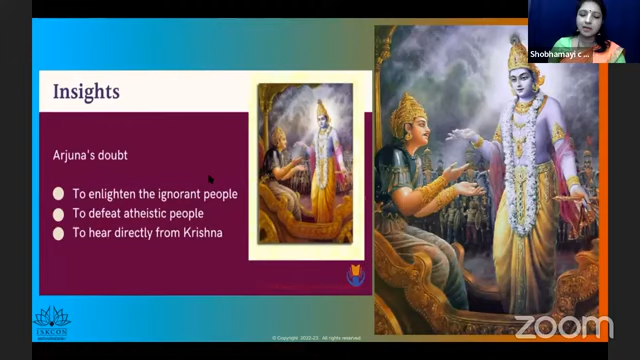 Shobhamayi c...
Insights
Arjuna's doubt
To enlighten the ignorant people
To defeat atheistic people
To hear directly from Krishna
ISKCON
© Copyright 2022-23. All rights reserved
zoom